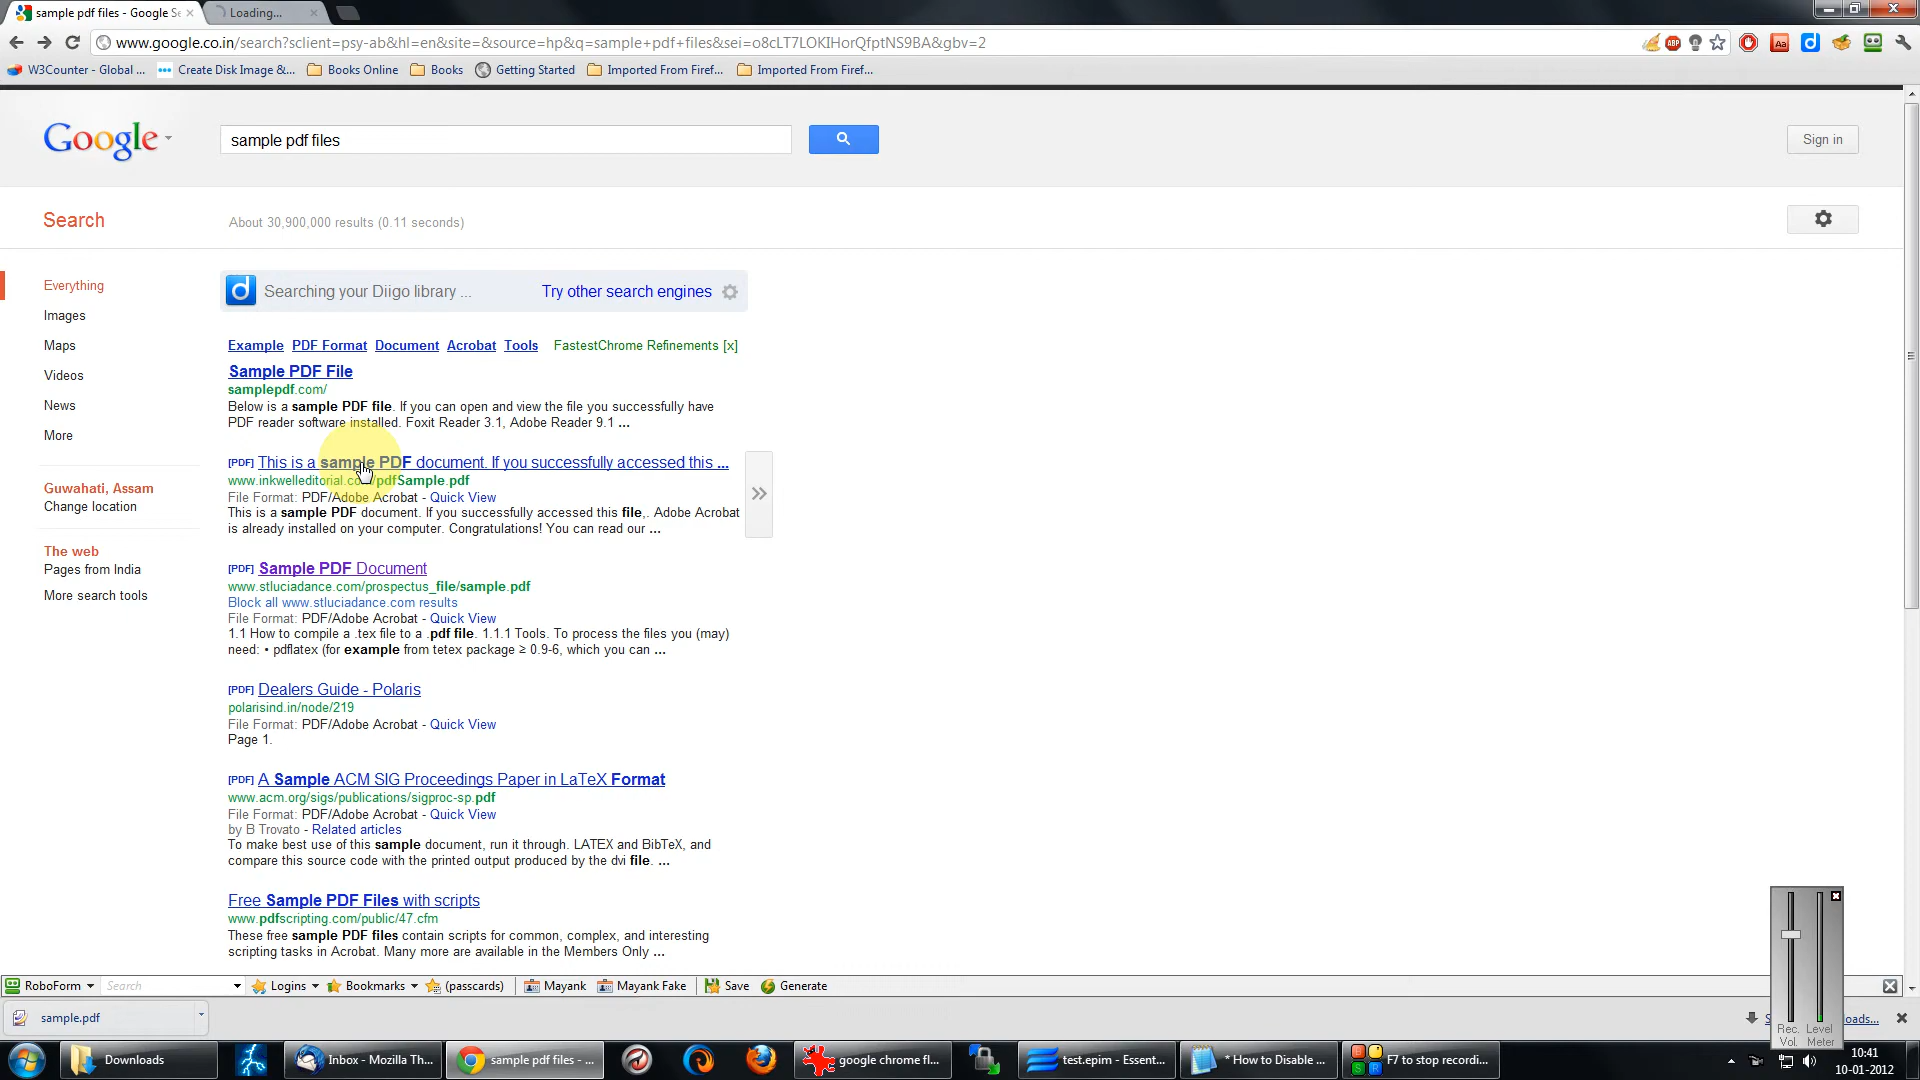 sample pdf files - Google Se
Loading...
www.google.co.in/search?sclient=psy-ab&hl=en&site=&source=hp&q=sample+pdf+files&sei=o8cLT7LOKIHorQfptNS9BA&gbv=2
W3Counter - Global ... Create Disk Image &... Books Online Books Getting Started Imported From Firef... Imported From Firef...
Google sample pdf files Sign in
Search About 30,900,000 results (0.11 seconds)
Everything
Images
Maps
Videos
News
More
Guwahati, Assam
Change location
The web
Pages from India
More search tools
d Searching your Diigo library ... Try other search engines
Example PDF Format Document Acrobat Tools FastestChrome Refinements [x]
Sample PDF File
samplepdf.com/
Below is a sample PDF file. If you can open and view the file you successfully have
PDF reader software installed. Foxit Reader 3.1, Adobe Reader 9.1 ...
[PDF] This is a sample PDF document. If you successfully accessed this ...
www.inkwelleditorial.com/pdfSample.pdf
File Format: PDF/Adobe Acrobat - Quick View
This is a sample PDF document. If you successfully accessed this file,. Adobe Acrobat
is already installed on your computer. Congratulations! You can read our ...
[PDF] Sample PDF Document
www.stluciadance.com/prospectus_file/sample.pdf
Block all www.stluciadance.com results
File Format: PDF/Adobe Acrobat - Quick View
1.1 How to compile a .tex file to a .pdf file. 1.1.1 Tools. To process the files you (may)
need: • pdflatex (for example from tetex package ≥ 0.9-6, which you can ...
[PDF] Dealers Guide - Polaris
polarisind.in/node/219
File Format: PDF/Adobe Acrobat - Quick View
Page 1.
[PDF] A Sample ACM SIG Proceedings Paper in LaTeX Format
www.acm.org/sigs/publications/sigproc-sp.pdf
File Format: PDF/Adobe Acrobat - Quick View
by B Trovato - Related articles
To make best use of this sample document, run it through. LATEX and BibTeX, and
compare this source code with the printed output produced by the dvi file. ...
Free Sample PDF Files with scripts
www.pdfscripting.com/public/47.cfm
These free sample PDF files contain scripts for common, complex, and interesting
scripting tasks in Acrobat. Many more are available in the Members Only ...
RoboForm Search Logins Bookmarks (passcards) Mayank Mayank Fake Save Generate
sample.pdf
oads...
Rec. Level
Vol. Meter
Downloads Inbox - Mozilla Th... sample pdf files - ... google chrome fl... test.epim - Essent... * How to Disable ... F7 to stop recordi...
10:41
10-01-2012